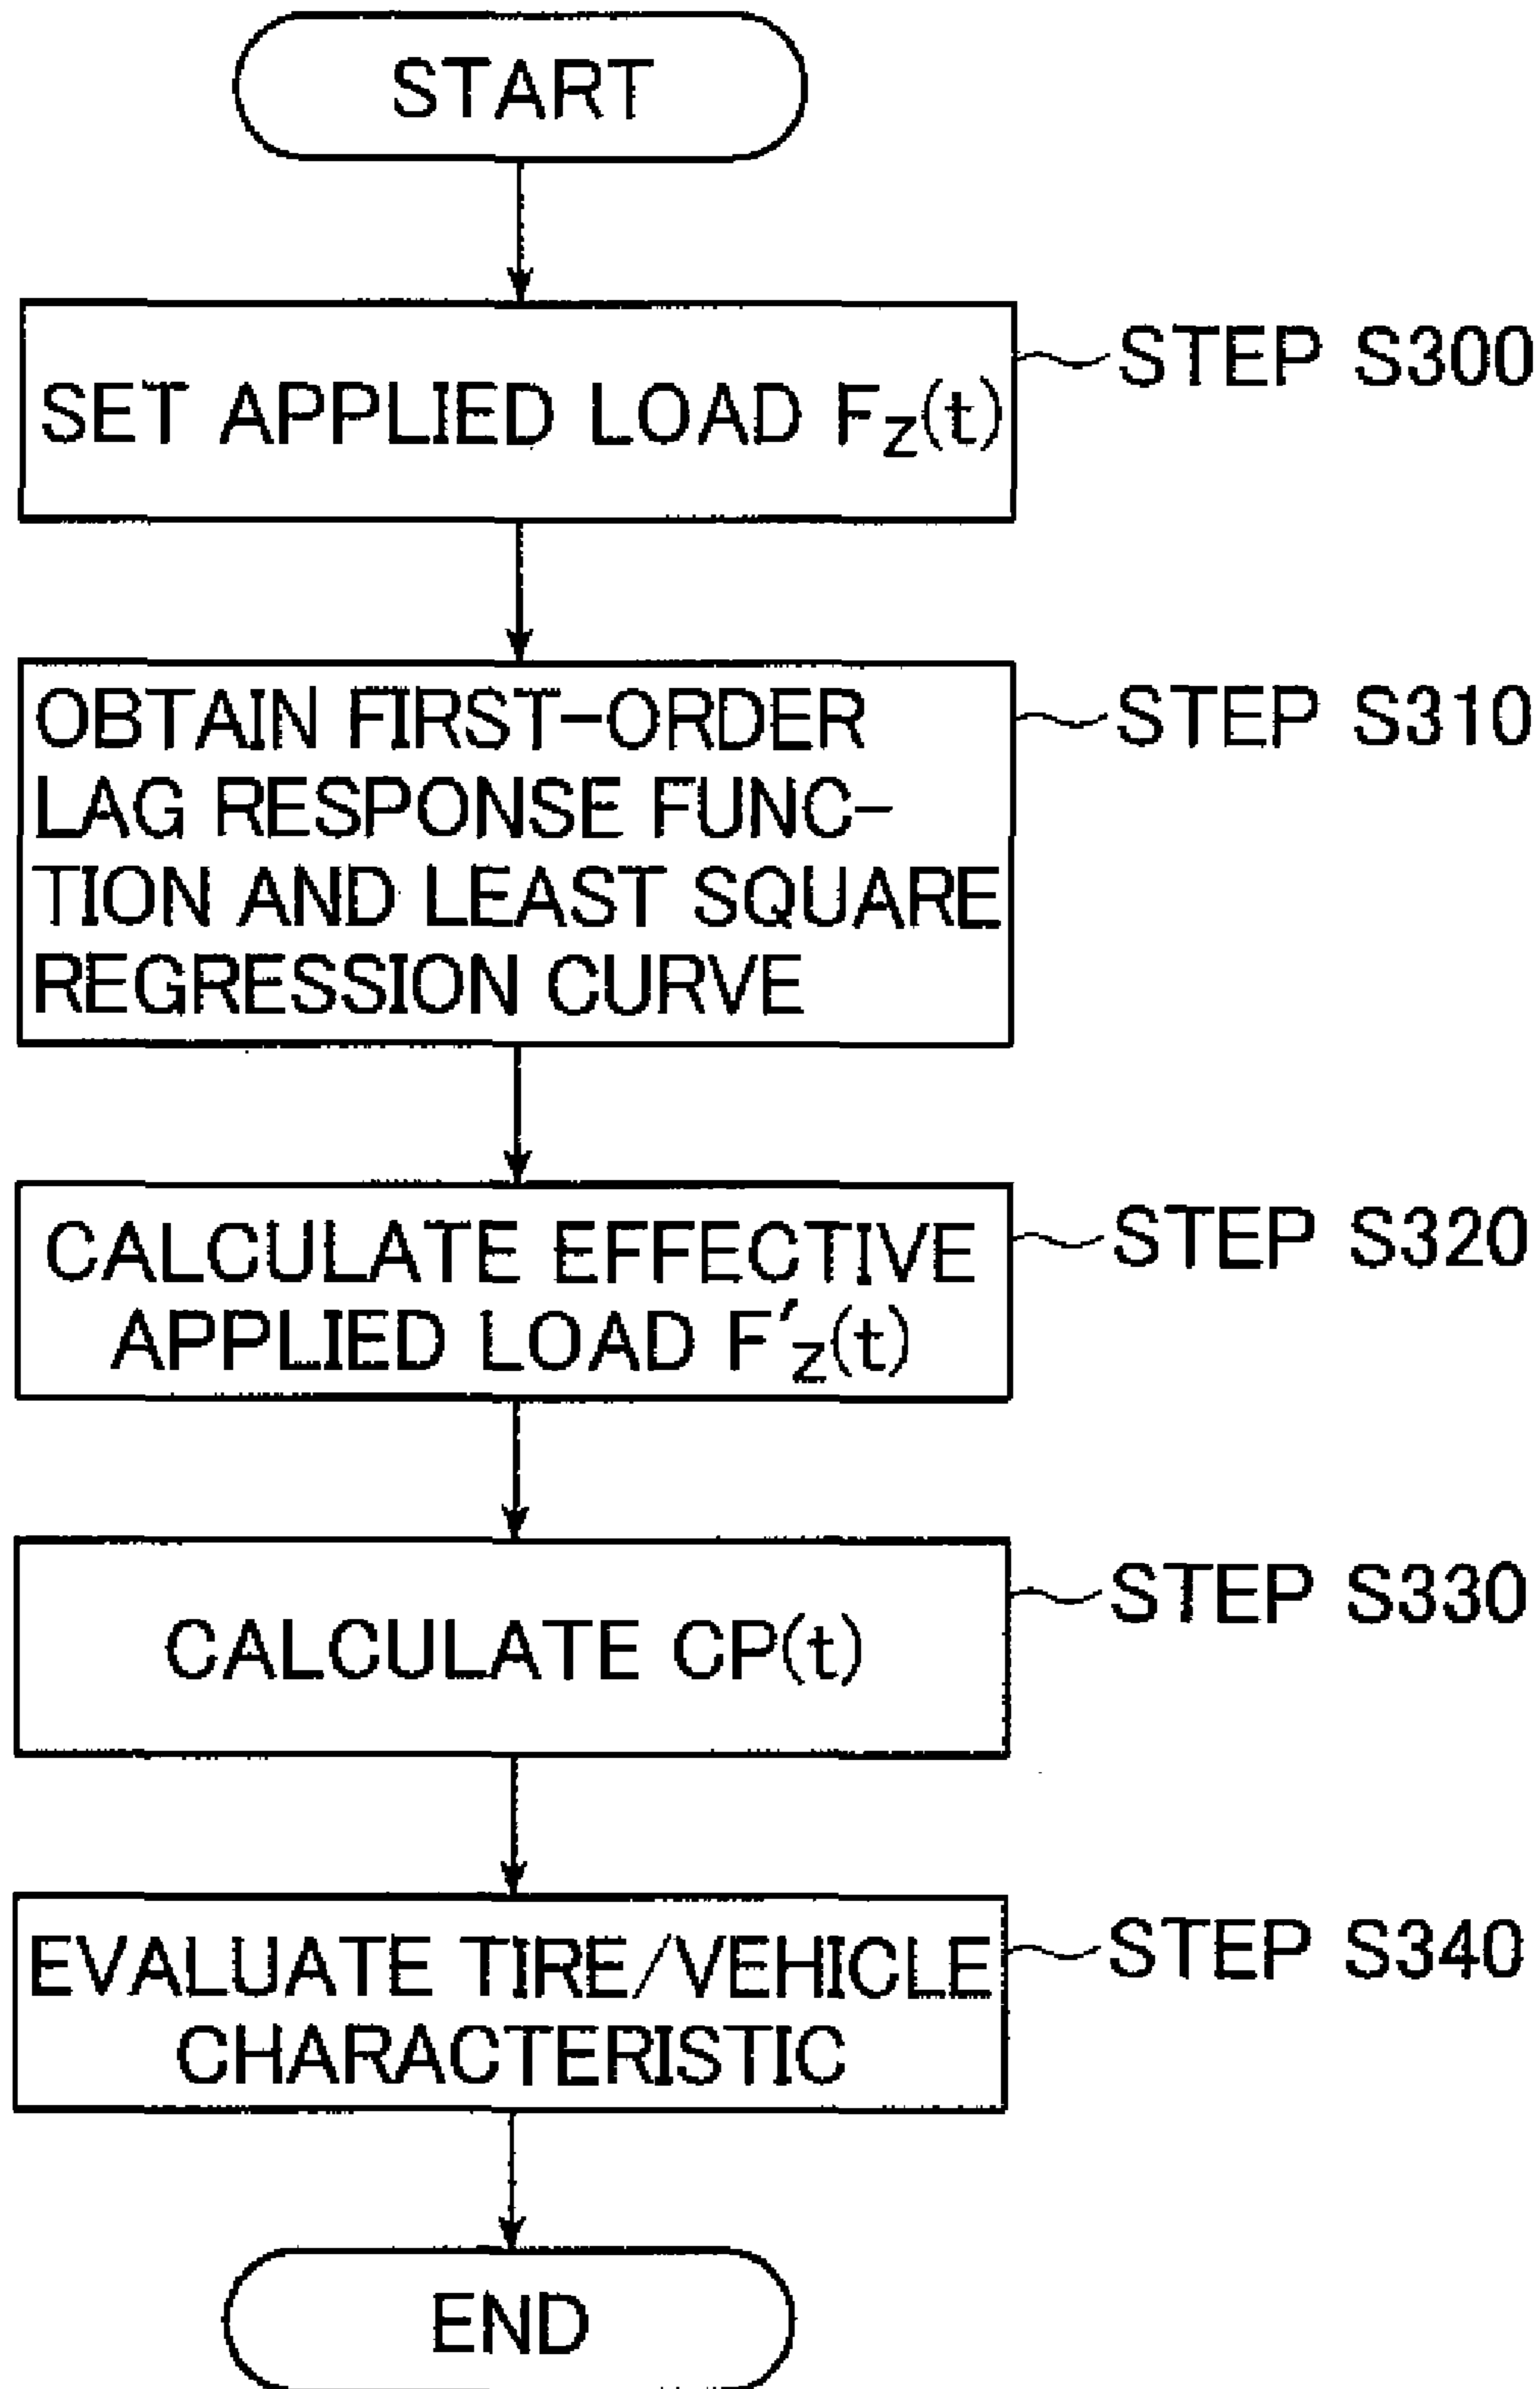 START
SET APPLIED LOAD Fz(t)
STEP S300
OBTAIN FIRST-ORDER
LAG RESPONSE FUNC-
TION AND LEAST SQUARE
REGRESSION CURVE
STEP S310
CALCULATE EFFECTIVE
APPLIED LOAD F′z(t)
STEP S320
CALCULATE CP(t)
STEP S330
EVALUATE TIRE/VEHICLE
CHARACTERISTIC
STEP S340
END